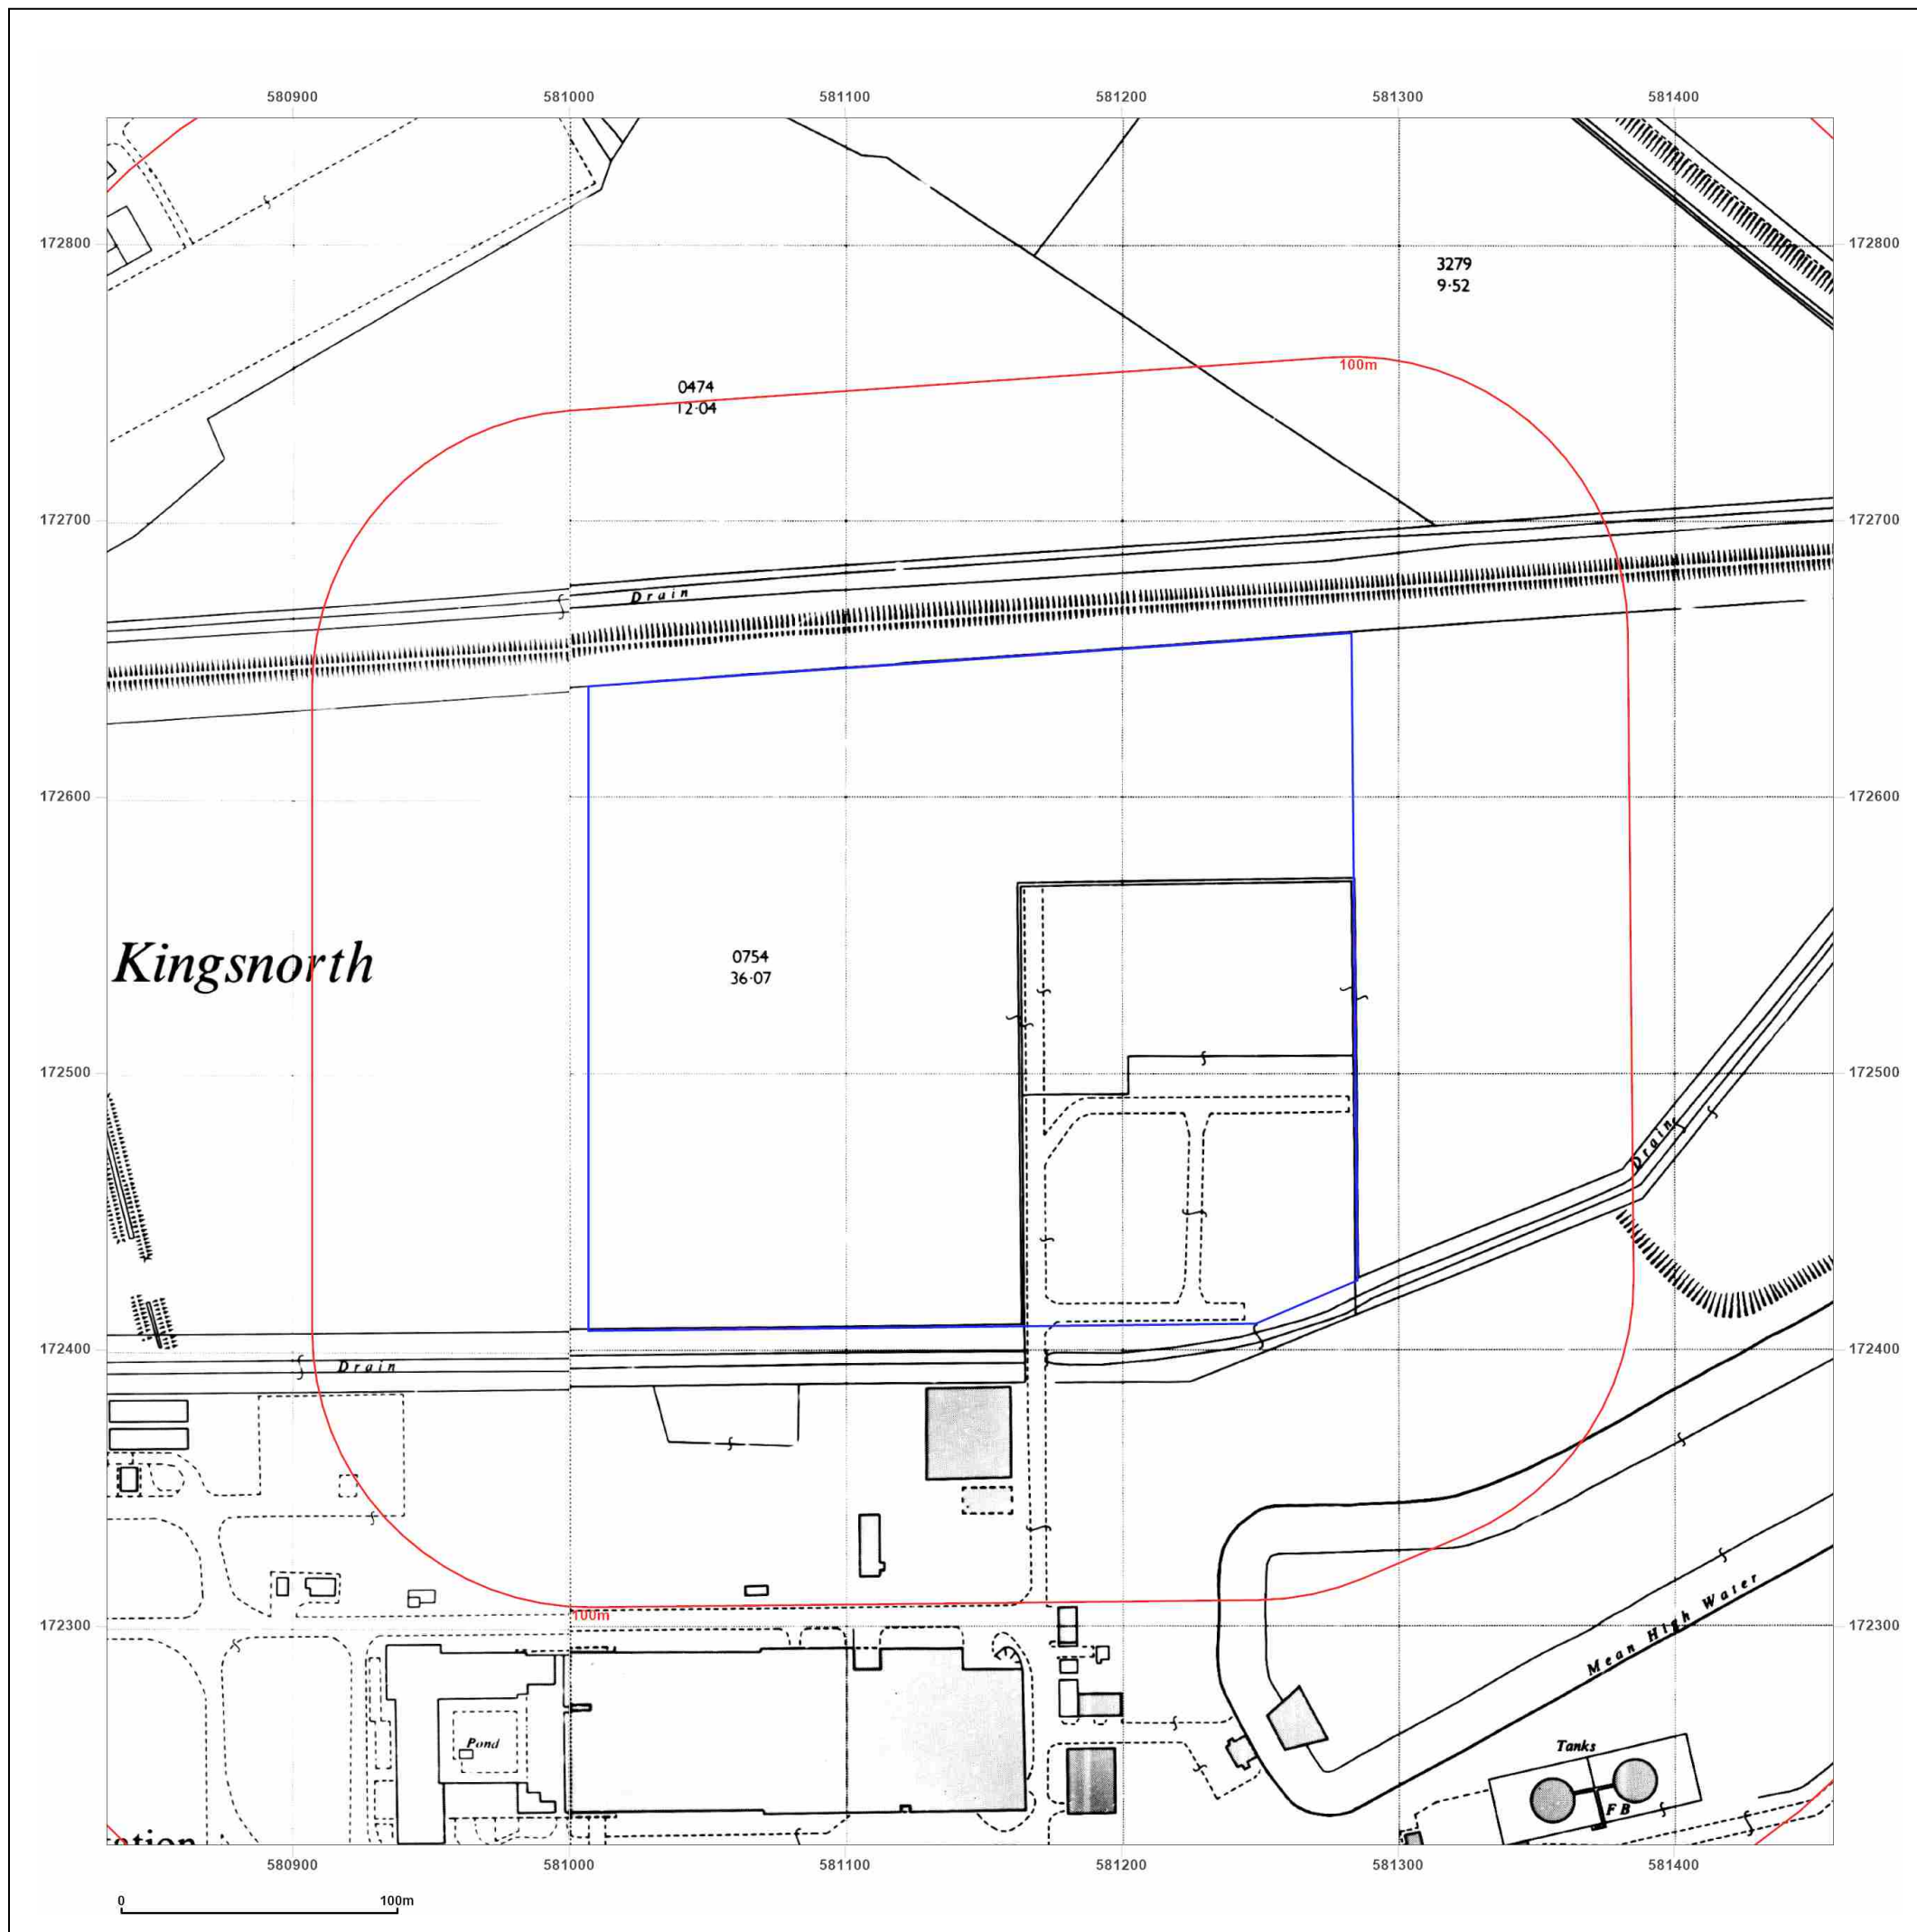 580900 581000 581100 581200 581300 581400
172800 172800
3279
9·52
100m
0474
12·04
172700 172700
Drain
172600 172600
Kingsnorth
0754
36·07
172500 172500
Drain
172400 172400
Drain
100m
172300 172300
Mean High Water
Pond
Tanks
F B
ation
580900 581000 581100 581200 581300 581400
0 100m